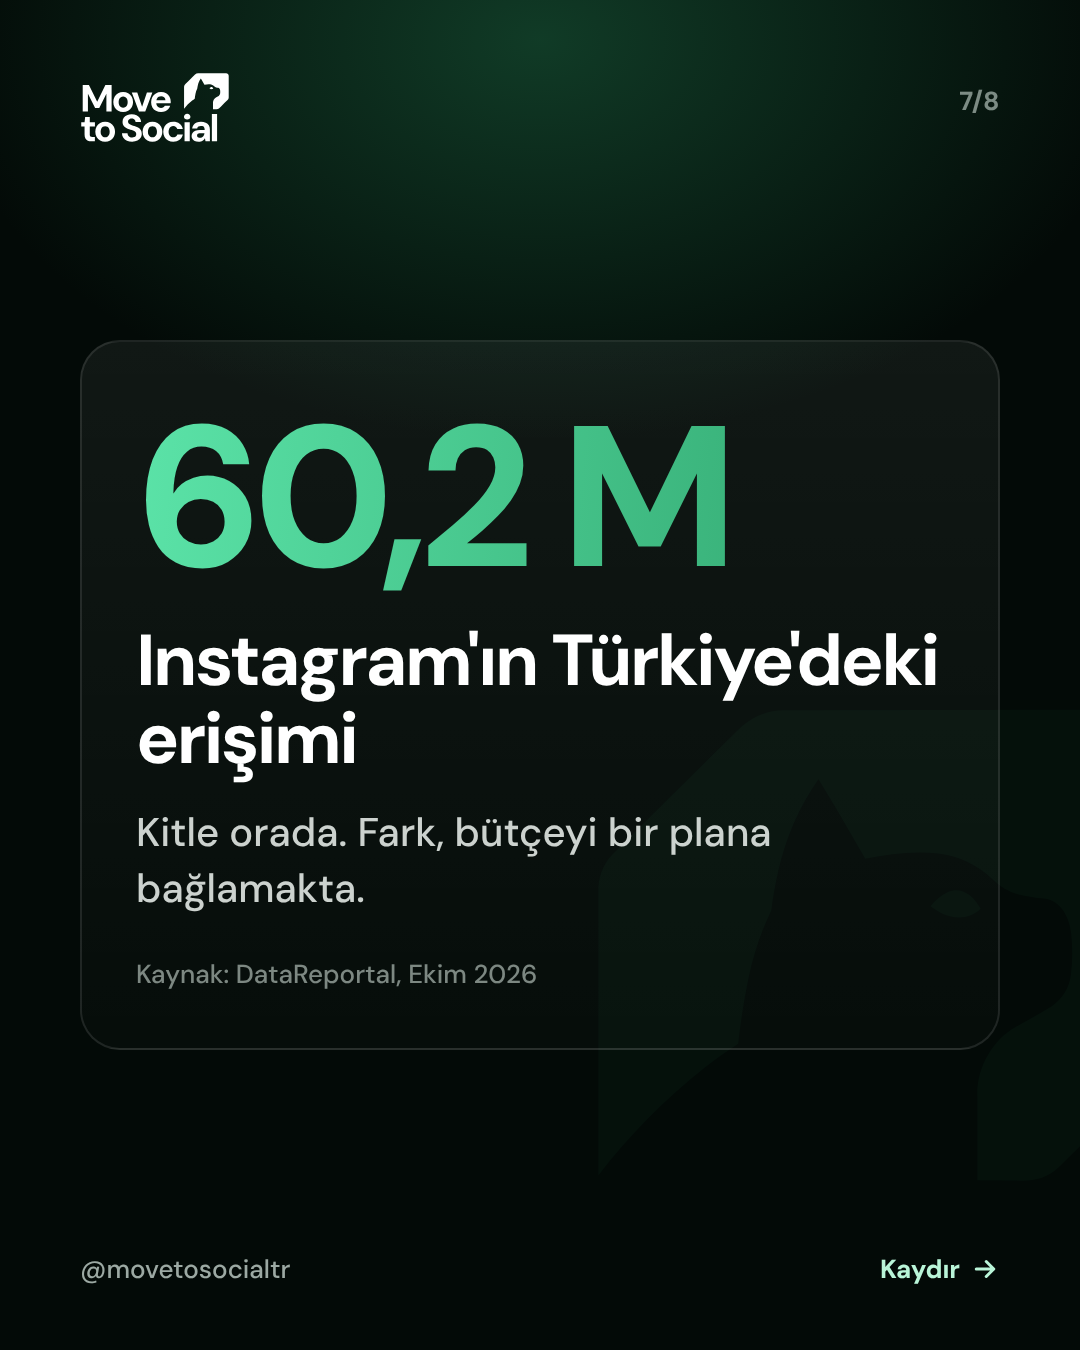 Move
to Social
7/8
60,2 M
Instagram'ın Türkiye'deki
erişimi
Kitle orada. Fark, bütçeyi bir plana
bağlamakta.
Kaynak: DataReportal, Ekim 2026
@movetosocialtr
Kaydır →